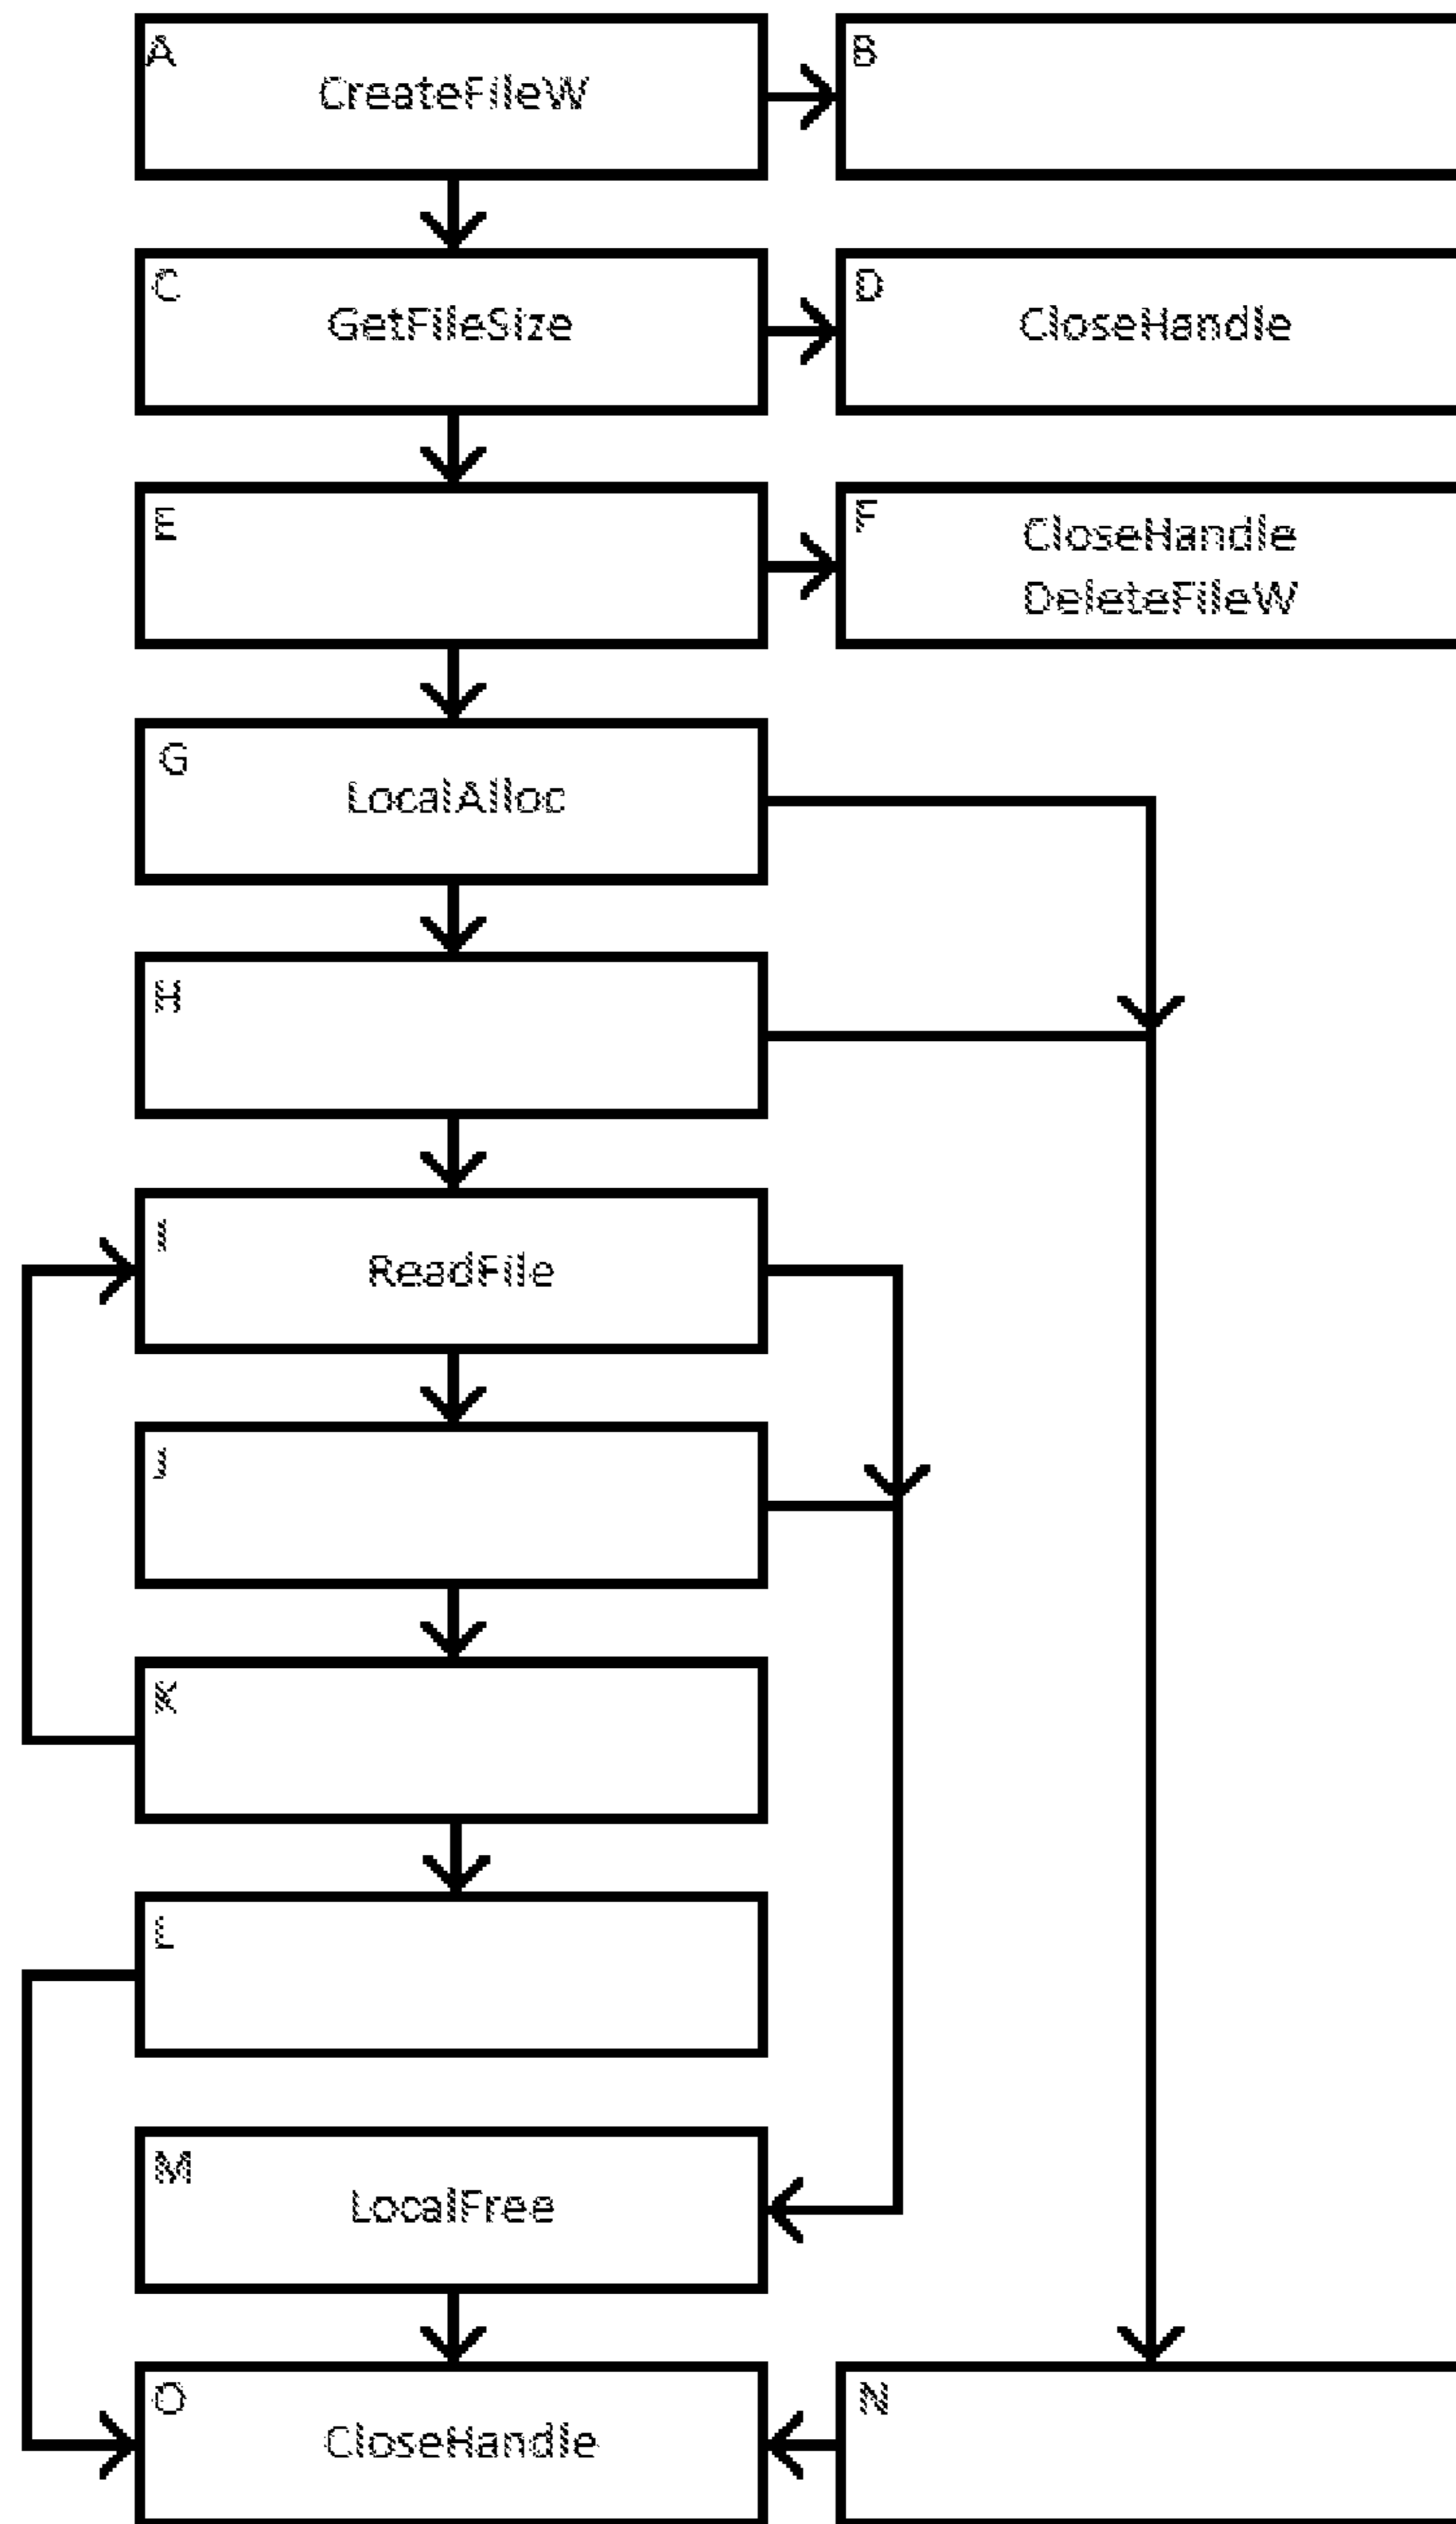 A
CreateFileW
B
C
GetFileSize
D
CloseHandle
E
F
CloseHandle
DeleteFileW
G
LocalAlloc
H
I
ReadFile
J
K
L
M
LocalFree
O
CloseHandle
N